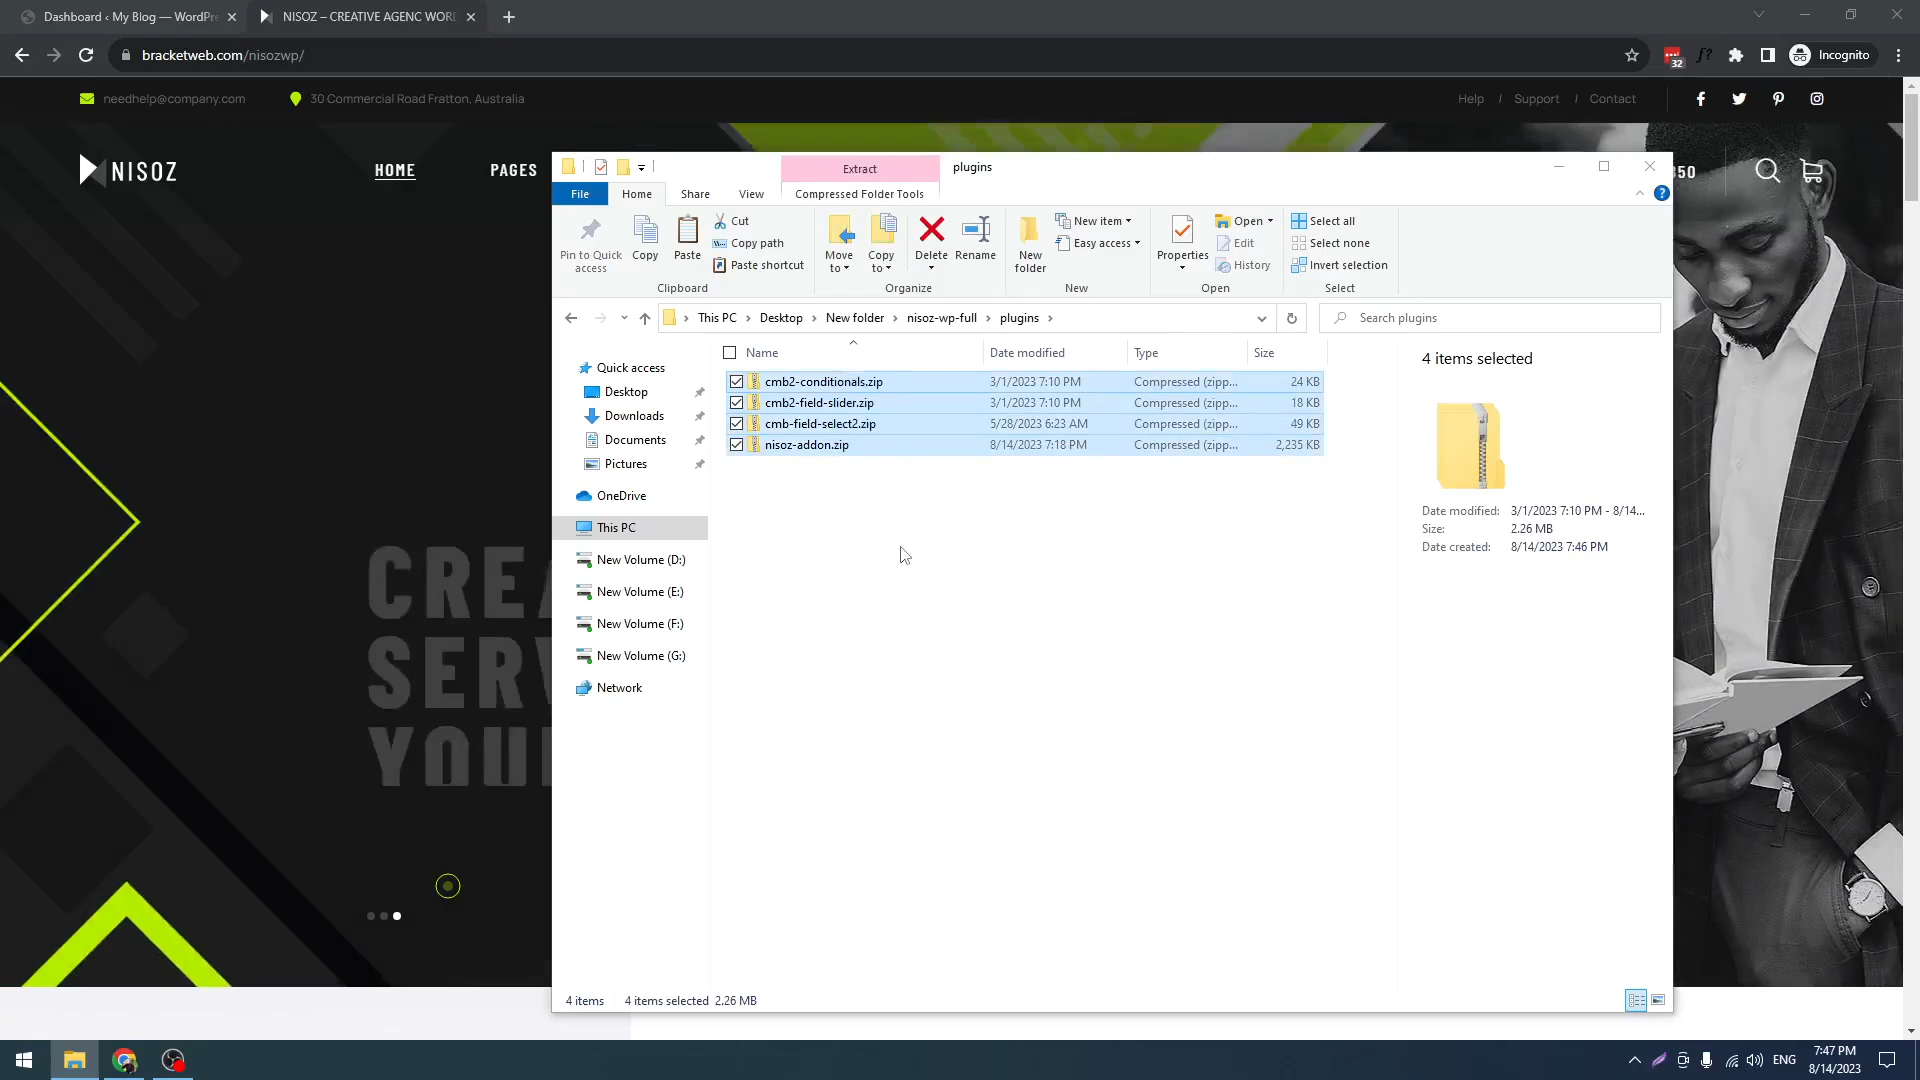 Dashboard ‹ My Blog — WordPre
NISOZ – CREATIVE AGENC WORD
bracketweb.com/nisozwp/
32
f?
Incognito
needhelp@company.com
30 Commercial Road Fratton, Australia
Help / Support / Contact
NISOZ
HOME
PAGES
850
Extract
plugins
File
Home
Share
View
Compressed Folder Tools
Pin to Quick access
Copy
Paste
Cut
Copy path
Paste shortcut
Clipboard
Move to
Copy to
Delete
Rename
Organize
New folder
New item
Easy access
New
Properties
Open
Edit
History
Open
Select all
Select none
Invert selection
Select
This PC › Desktop › New folder › nisoz-wp-full › plugins ›
Search plugins
Name
Date modified
Type
Size
cmb2-conditionals.zip 3/1/2023 7:10 PM Compressed (zipp... 24 KB
cmb2-field-slider.zip 3/1/2023 7:10 PM Compressed (zipp... 18 KB
cmb-field-select2.zip 5/28/2023 6:23 AM Compressed (zipp... 49 KB
nisoz-addon.zip 8/14/2023 7:18 PM Compressed (zipp... 2,235 KB
Quick access
Desktop
Downloads
Documents
Pictures
OneDrive
This PC
New Volume (D:)
New Volume (E:)
New Volume (F:)
New Volume (G:)
Network
4 items selected
Date modified: 3/1/2023 7:10 PM - 8/14...
Size: 2.26 MB
Date created: 8/14/2023 7:46 PM
CREA
SERV
YOU
4 items
4 items selected 2.26 MB
ENG
7:47 PM
8/14/2023